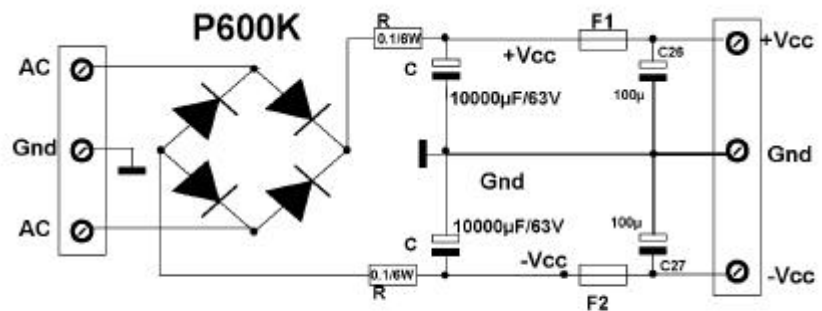 P600K
R
0.1/6W
F1
AC
+Vcc
C26
+Vcc
C
10000µF/63V
100µ
Gnd
Gnd
Gnd
AC
10000µF/63V
100µ
C
-Vcc
C27
-Vcc
0.1/6W
R
F2